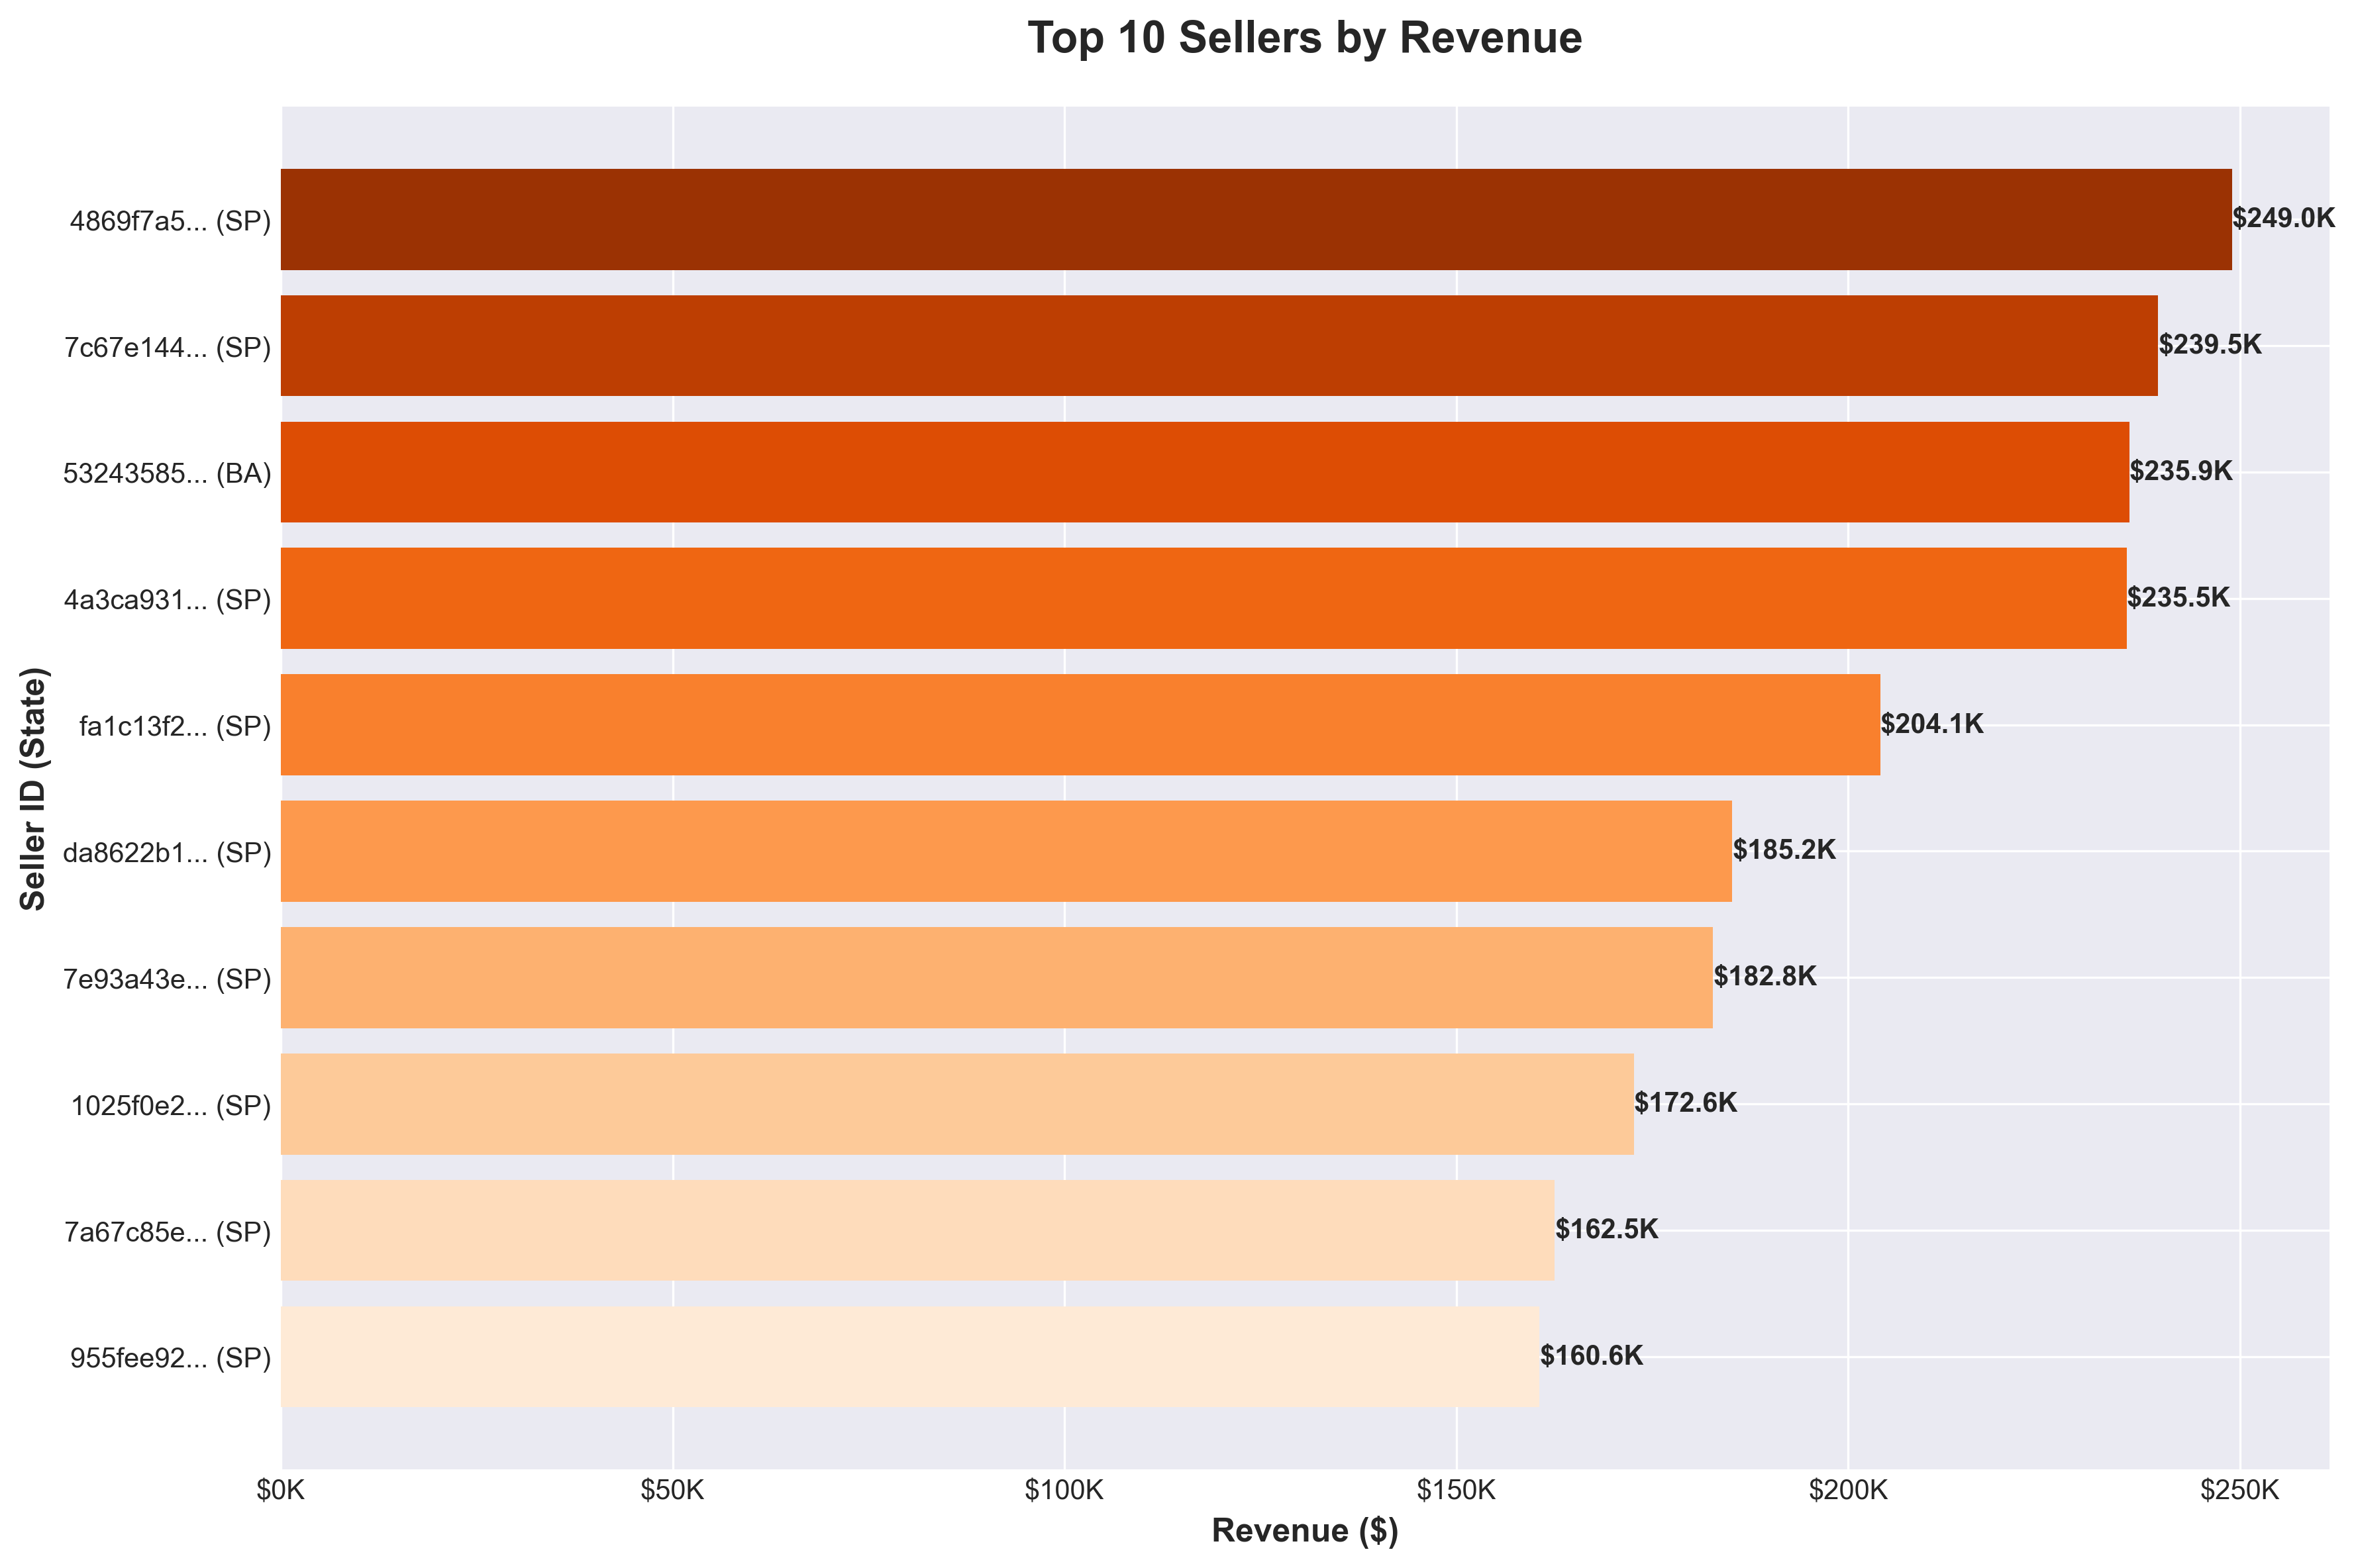 Top 10 Sellers by Revenue
4869f7a5... (SP) $249.0K
7c67e144... (SP) $239.5K
53243585... (BA) $235.9K
4a3ca931... (SP) $235.5K
fa1c13f2... (SP) $204.1K
da8622b1... (SP) $185.2K
7e93a43e... (SP) $182.8K
1025f0e2... (SP) $172.6K
7a67c85e... (SP) $162.5K
955fee92... (SP) $160.6K
Seller ID (State)
$0K $50K $100K $150K $200K $250K
Revenue ($)